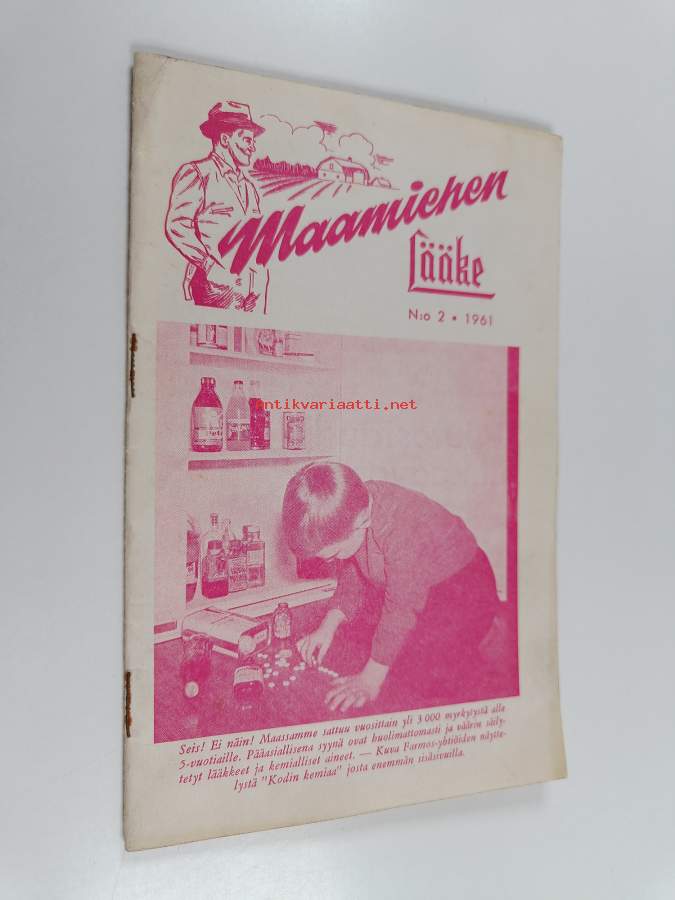 Maamiehen
Lääke
N:o 2 • 1961
Antikvariaatti.net
Seis! Ei näin! Maassamme sattuu vuosittain yli 3 000 myrkytystä alle
5-vuotiaille. Pääasiallisena syynä ovat huolimattomasti ja väärin säily-
tetyt lääkkeet ja kemialliset aineet. — Kuva Farmos-yhtiöiden näytte-
lystä "Kodin kemiaa" josta enemmän sisäsivuilla.